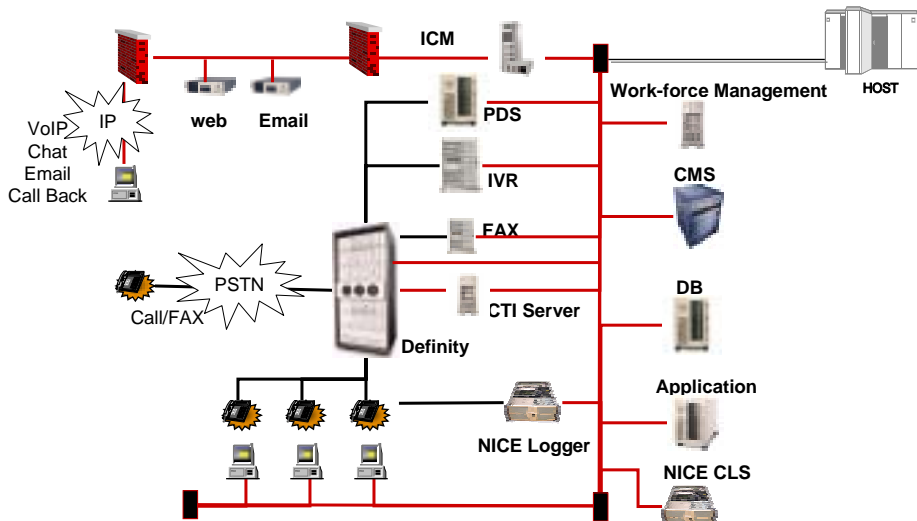 ICM
HOST
Work-force Management
PDS
IP
web
Email
VoIP
Chat
Email
Call Back
IVR
CMS
FAX
PSTN
DB
CTI Server
Call/FAX
Definity
Application
NICE Logger
NICE CLS